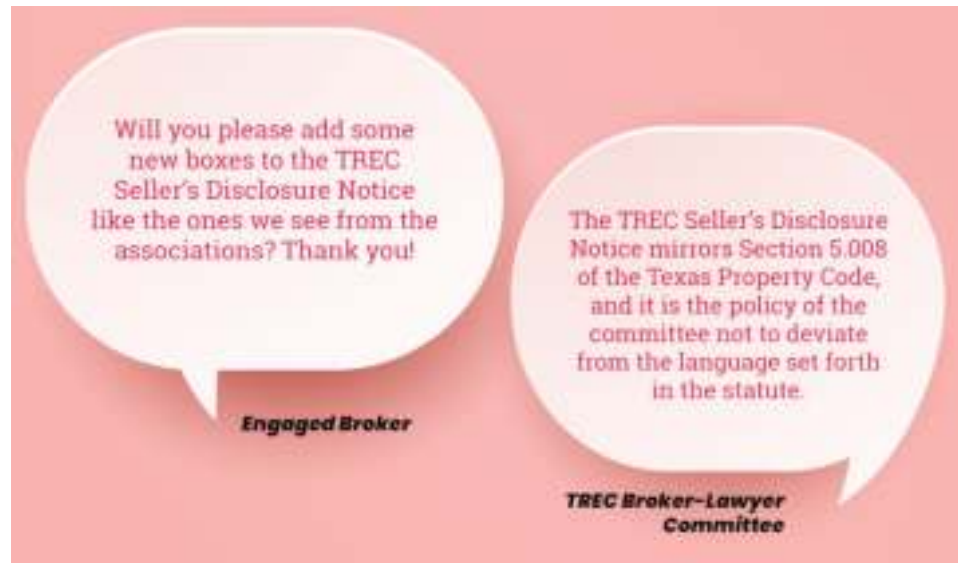 Will you please add some
new boxes to the TREC
Seller's Disclosure Notice
like the ones we see from the
associations? Thank you!
Engaged Broker
The TREC Seller's Disclosure
Notice mirrors Section 5.008
of the Texas Property Code,
and it is the policy of the
committee not to deviate
from the language set forth
in the statute.
TREC Broker-Lawyer
Committee